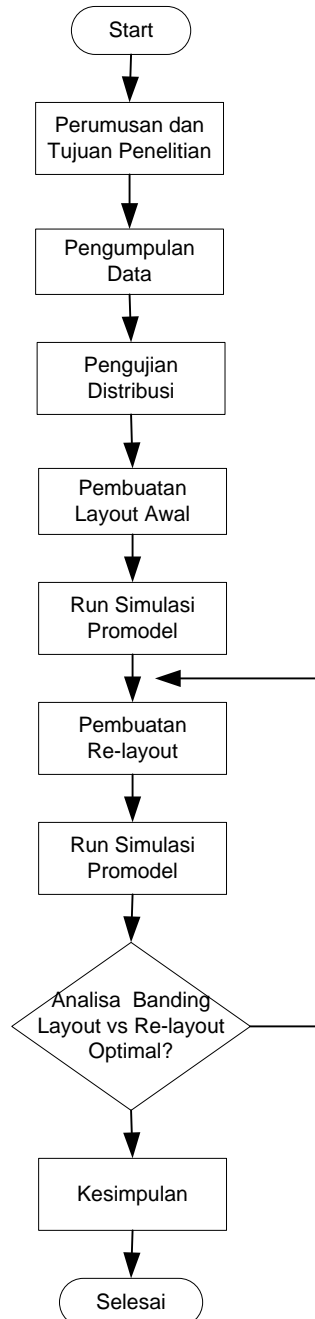 Start
Perumusan dan
Tujuan Penelitian
Pengumpulan
Data
Pengujian
Distribusi
Pembuatan
Layout Awal
Run Simulasi
Promodel
Pembuatan
Re-layout
Run Simulasi
Promodel
Analisa Banding
Layout vs Re-layout
Optimal?
Kesimpulan
Selesai